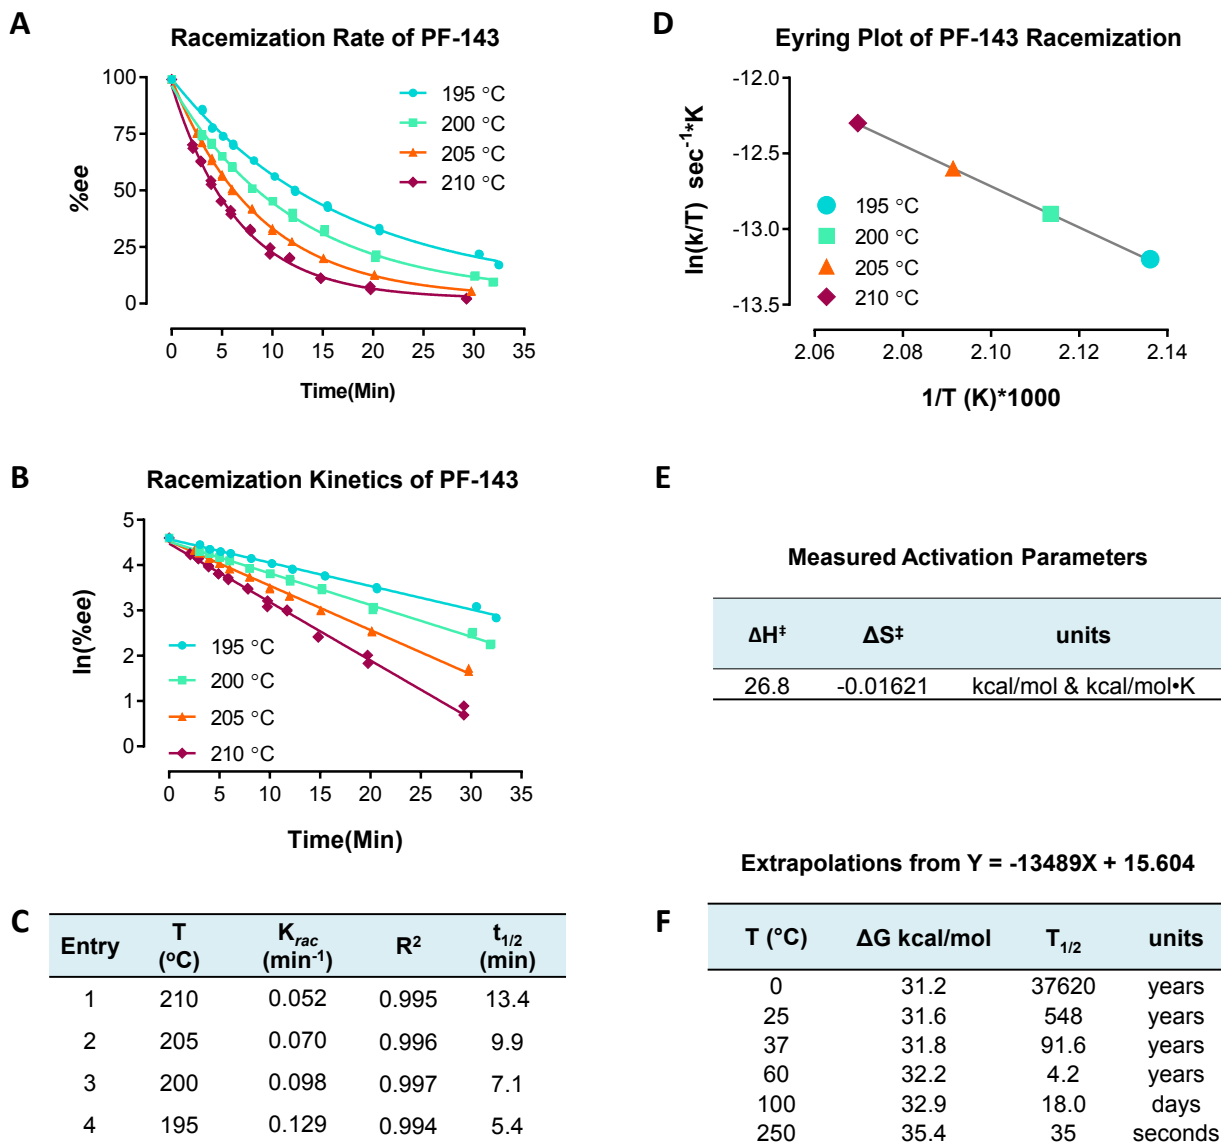 A
Racemization Rate of PF-143
%ee
100
75
50
25
0
195 °C
200 °C
205 °C
210 °C
0 5 10 15 20 25 30 35
Time(Min)
B
Racemization Kinetics of PF-143
ln(%ee)
5
4
3
2
1
0
195 °C
200 °C
205 °C
210 °C
0 5 10 15 20 25 30 35
Time(Min)
C
Entry T (°C) K_rac (min⁻¹) R² t₁/₂ (min)
1 210 0.052 0.995 13.4
2 205 0.070 0.996 9.9
3 200 0.098 0.997 7.1
4 195 0.129 0.994 5.4
D
Eyring Plot of PF-143 Racemization
ln(k/T) sec⁻¹*K
-12.0
-12.5
-13.0
-13.5
195 °C
200 °C
205 °C
210 °C
2.06 2.08 2.10 2.12 2.14
1/T (K)*1000
E
Measured Activation Parameters
ΔH‡ ΔS‡ units
26.8 -0.01621 kcal/mol & kcal/mol•K
Extrapolations from Y = -13489X + 15.604
F
T (°C) ΔG kcal/mol T₁/₂ units
0 31.2 37620 years
25 31.6 548 years
37 31.8 91.6 years
60 32.2 4.2 years
100 32.9 18.0 days
250 35.4 35 seconds